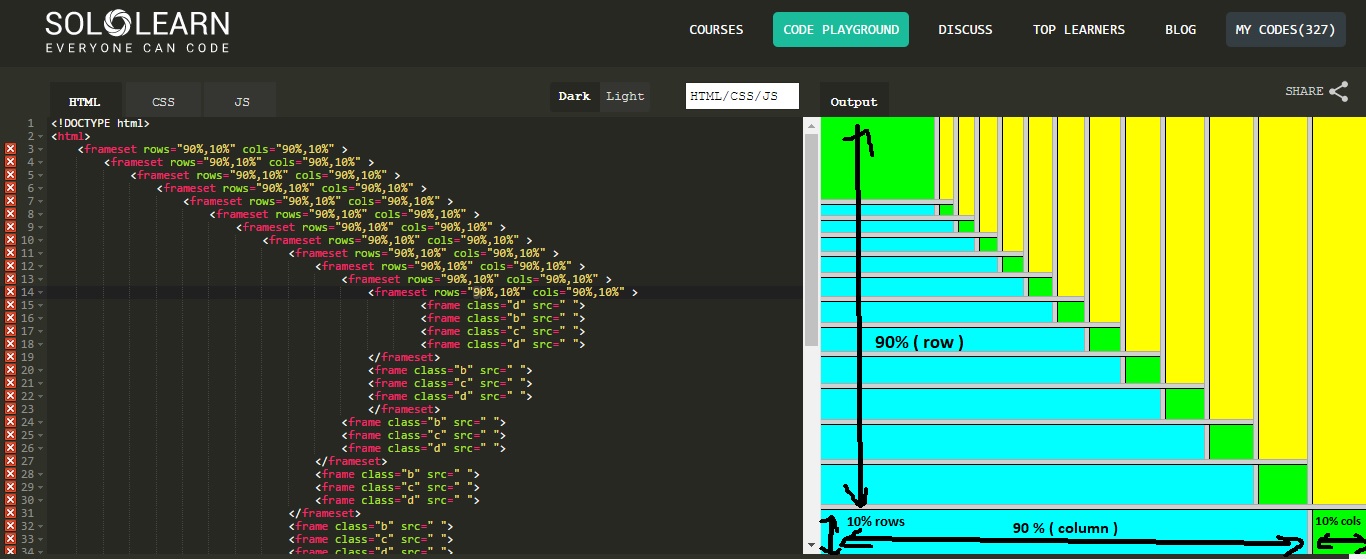 SOLOLEARN
EVERYONE CAN CODE
COURSES
CODE PLAYGROUND
DISCUSS
TOP LEARNERS
BLOG
MY CODES(327)
HTML
CSS
JS
Dark
Light
HTML/CSS/JS
Output
SHARE
1 <!DOCTYPE html>
2 <html>
3 <frameset rows="90%,10%" cols="90%,10%" >
4 <frameset rows="90%,10%" cols="90%,10%" >
5 <frameset rows="90%,10%" cols="90%,10%" >
6 <frameset rows="90%,10%" cols="90%,10%" >
7 <frameset rows="90%,10%" cols="90%,10%" >
8 <frameset rows="90%,10%" cols="90%,10%" >
9 <frameset rows="90%,10%" cols="90%,10%" >
10 <frameset rows="90%,10%" cols="90%,10%" >
11 <frameset rows="90%,10%" cols="90%,10%" >
12 <frameset rows="90%,10%" cols="90%,10%" >
13 <frameset rows="90%,10%" cols="90%,10%" >
14 <frameset rows="90%,10%" cols="90%,10%" >
15 <frame class="d" src=" ">
16 <frame class="b" src=" ">
17 <frame class="c" src=" ">
18 <frame class="d" src=" ">
19 </frameset>
20 <frame class="b" src=" ">
21 <frame class="c" src=" ">
22 <frame class="d" src=" ">
23 </frameset>
24 <frame class="b" src=" ">
25 <frame class="c" src=" ">
26 <frame class="d" src=" ">
27 </frameset>
28 <frame class="b" src=" ">
29 <frame class="c" src=" ">
30 <frame class="d" src=" ">
31 </frameset>
32 <frame class="b" src=" ">
33 <frame class="c" src=" ">
34 <frame class="d" src=" ">
90% ( row )
10% rows
90 % ( column )
10% cols